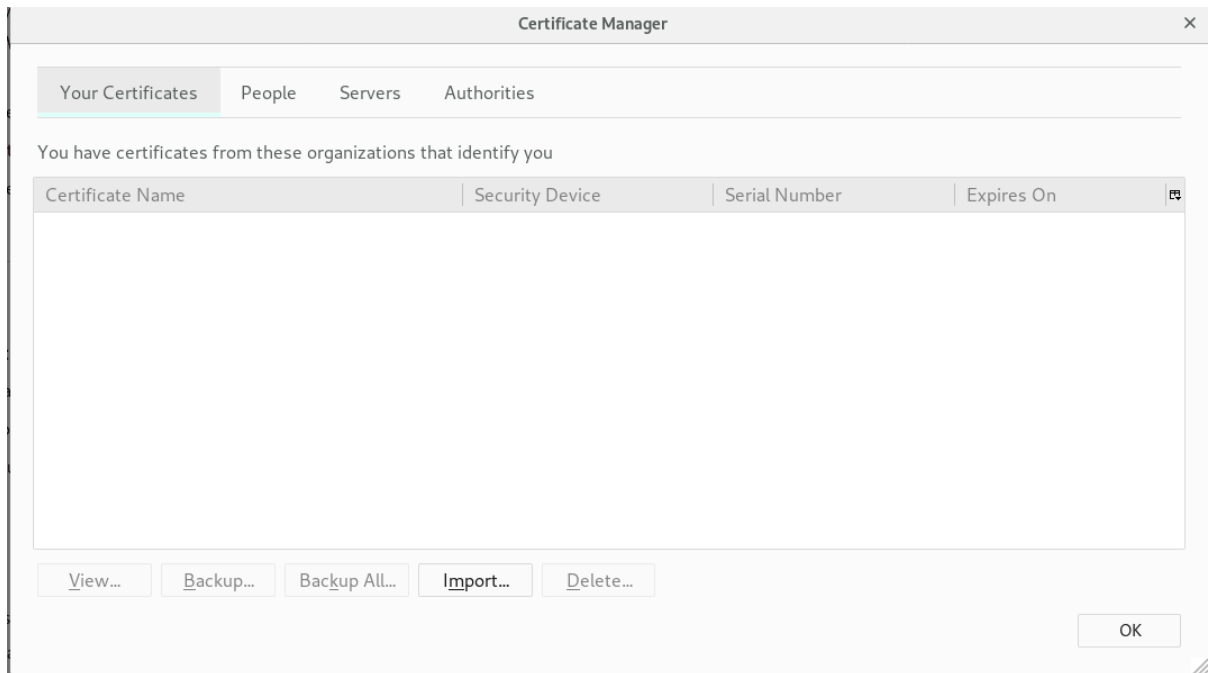 Certificate Manager
Your Certificates People Servers Authorities
You have certificates from these organizations that identify you
Certificate Name Security Device Serial Number Expires On
View... Backup... Backup All... Import... Delete...
OK